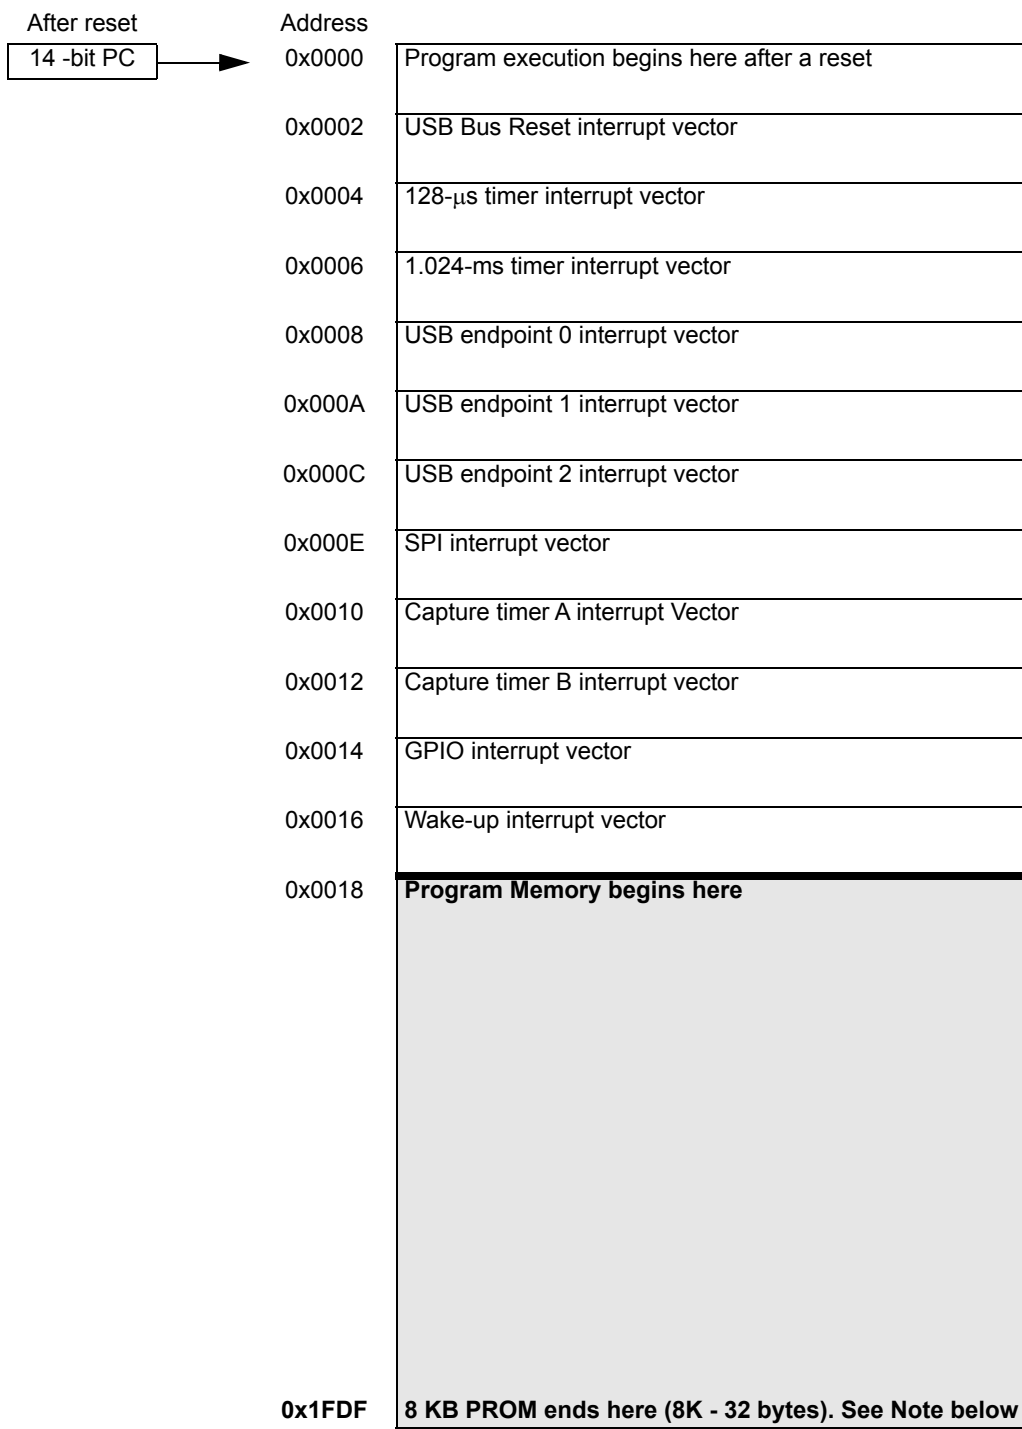 After reset Address
14 -bit PC 0x0000 Program execution begins here after a reset
0x0002 USB Bus Reset interrupt vector
0x0004 128-μs timer interrupt vector
0x0006 1.024-ms timer interrupt vector
0x0008 USB endpoint 0 interrupt vector
0x000A USB endpoint 1 interrupt vector
0x000C USB endpoint 2 interrupt vector
0x000E SPI interrupt vector
0x0010 Capture timer A interrupt Vector
0x0012 Capture timer B interrupt vector
0x0014 GPIO interrupt vector
0x0016 Wake-up interrupt vector
0x0018 Program Memory begins here
0x1FDF 8 KB PROM ends here (8K - 32 bytes). See Note below